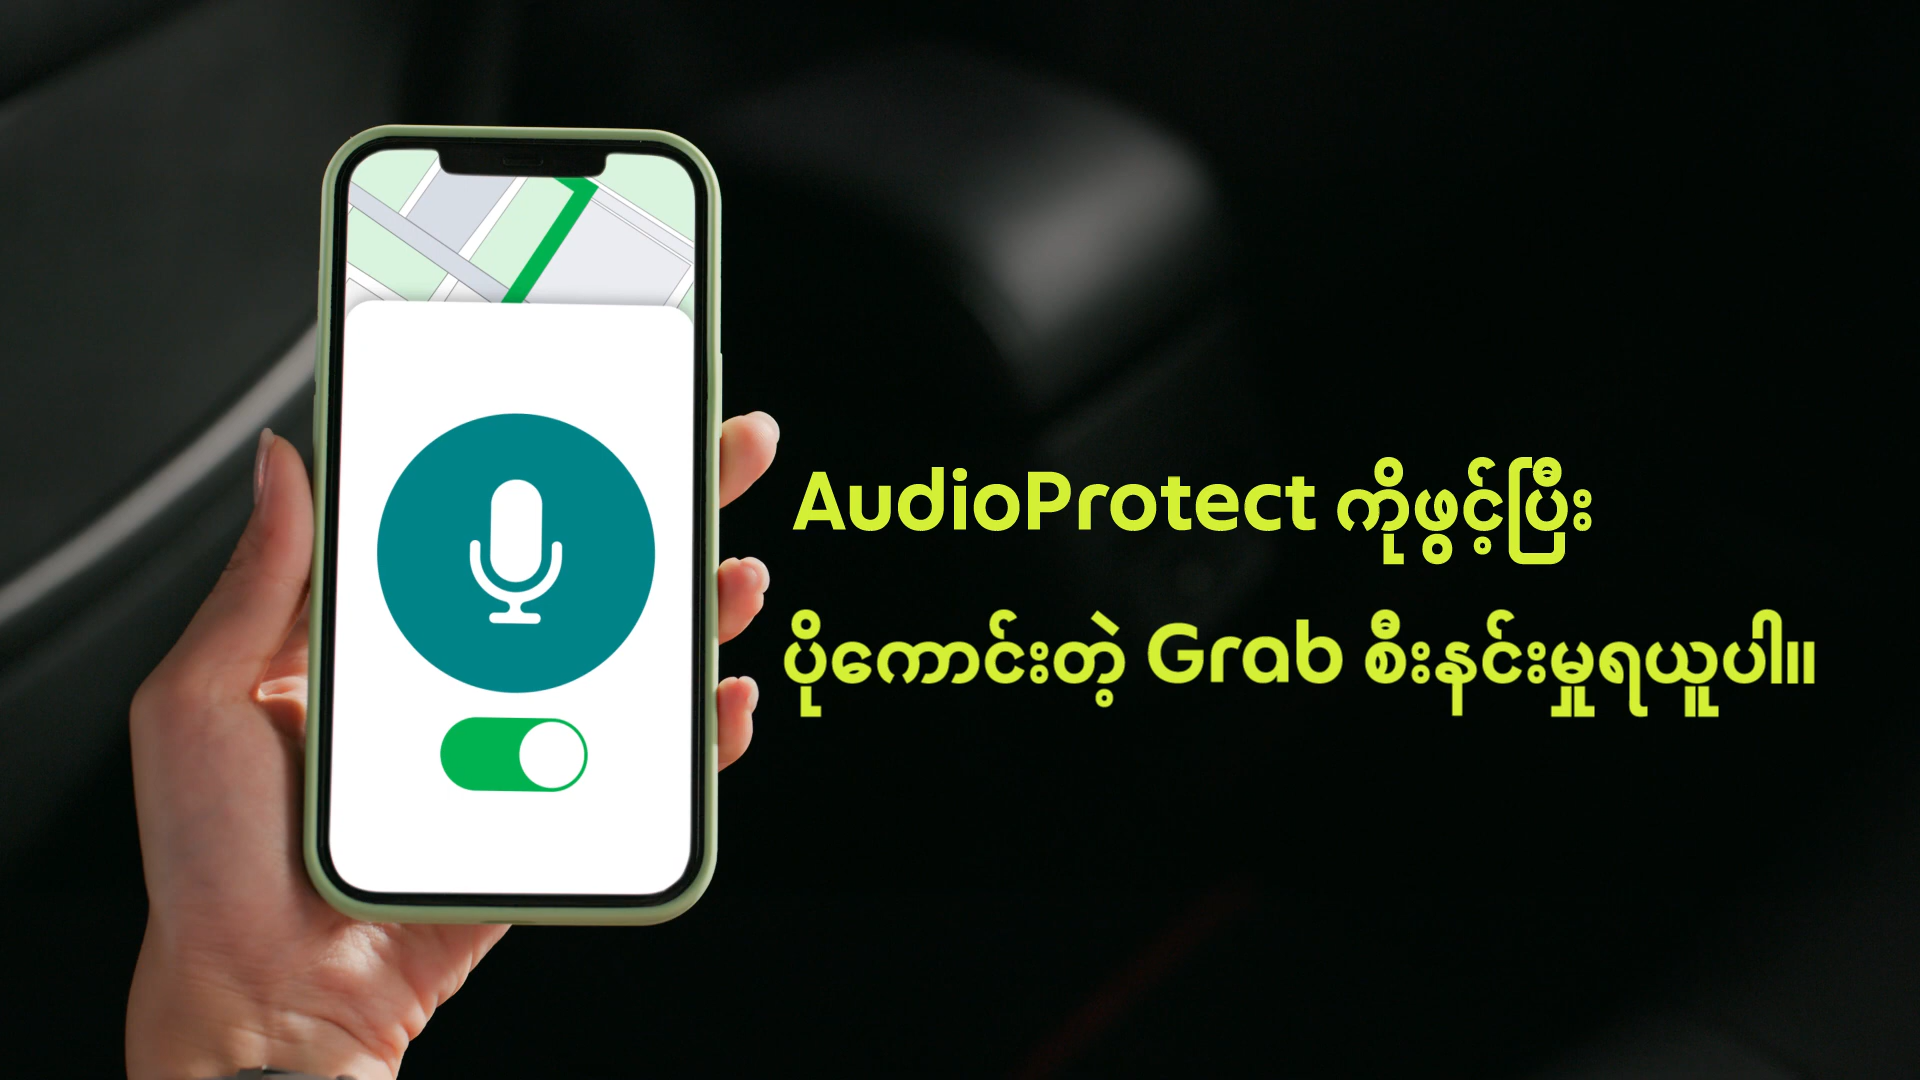 AudioProtect ကိုဖွင့်ပြီး
ပိုကောင်းတဲ့ Grab စီးနင်းမှုရယူပါ။